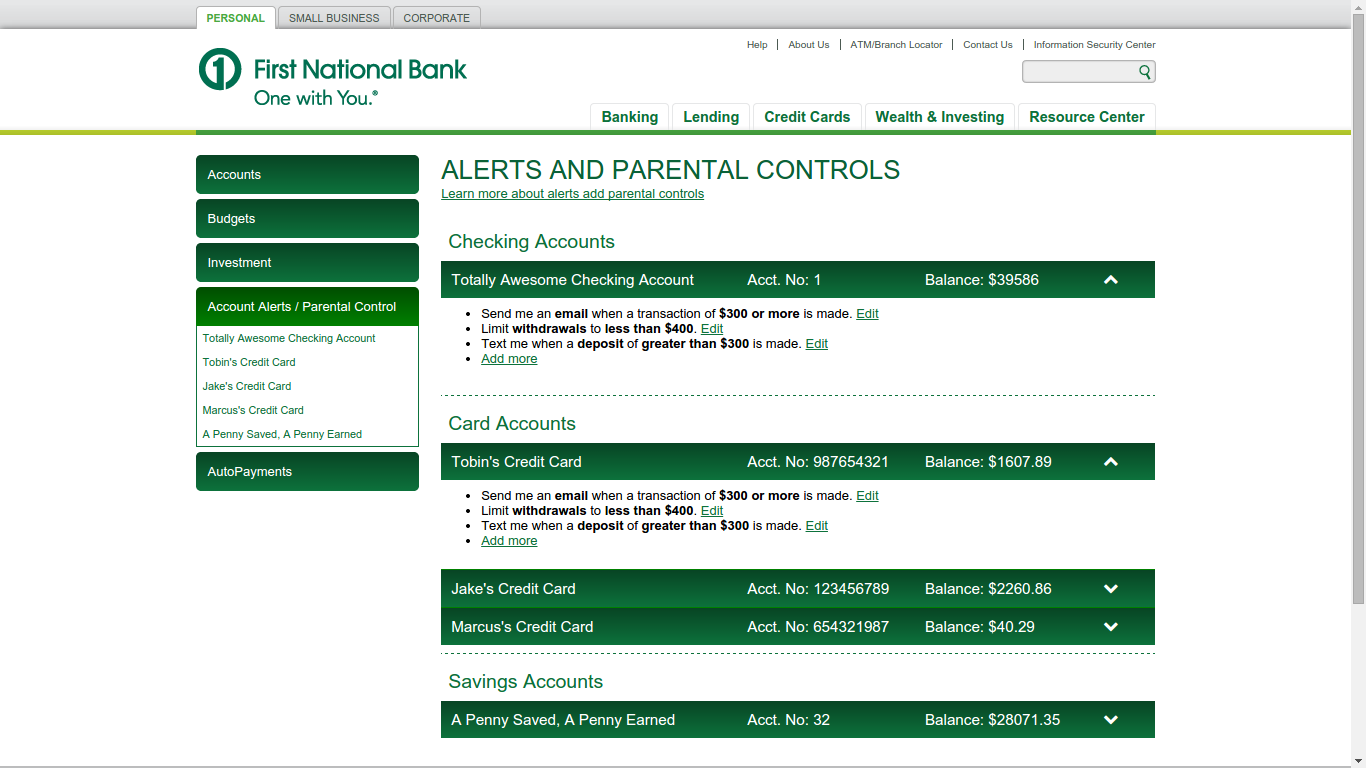 PERSONAL SMALL BUSINESS CORPORATE
Help About Us ATM/Branch Locator Contact Us Information Security Center
1 First National Bank
One with You.®
Banking Lending Credit Cards Wealth & Investing Resource Center
Accounts
Budgets
Investment
Account Alerts / Parental Control
Totally Awesome Checking Account
Tobin's Credit Card
Jake's Credit Card
Marcus's Credit Card
A Penny Saved, A Penny Earned
AutoPayments
ALERTS AND PARENTAL CONTROLS
Learn more about alerts add parental controls
Checking Accounts
Totally Awesome Checking Account Acct. No: 1 Balance: $39586
• Send me an email when a transaction of $300 or more is made. Edit
• Limit withdrawals to less than $400. Edit
• Text me when a deposit of greater than $300 is made. Edit
• Add more
Card Accounts
Tobin's Credit Card Acct. No: 987654321 Balance: $1607.89
• Send me an email when a transaction of $300 or more is made. Edit
• Limit withdrawals to less than $400. Edit
• Text me when a deposit of greater than $300 is made. Edit
• Add more
Jake's Credit Card Acct. No: 123456789 Balance: $2260.86
Marcus's Credit Card Acct. No: 654321987 Balance: $40.29
Savings Accounts
A Penny Saved, A Penny Earned Acct. No: 32 Balance: $28071.35